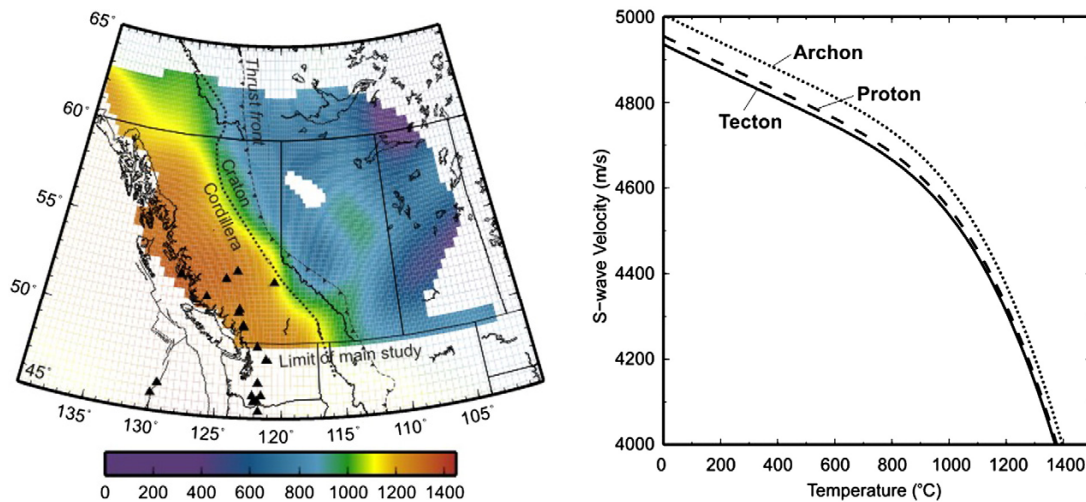 65°
60°
55°
50°
45°
135°
130°
125°
120°
115°
110°
105°
Thrust front
Craton
Cordillera
Limit of main study
0 200 400 600 800 1000 1200 1400
5000
4800
4600
4400
4200
4000
S-wave Velocity (m/s)
Archon
Proton
Tecton
0 200 400 600 800 1000 1200 1400
Temperature (°C)